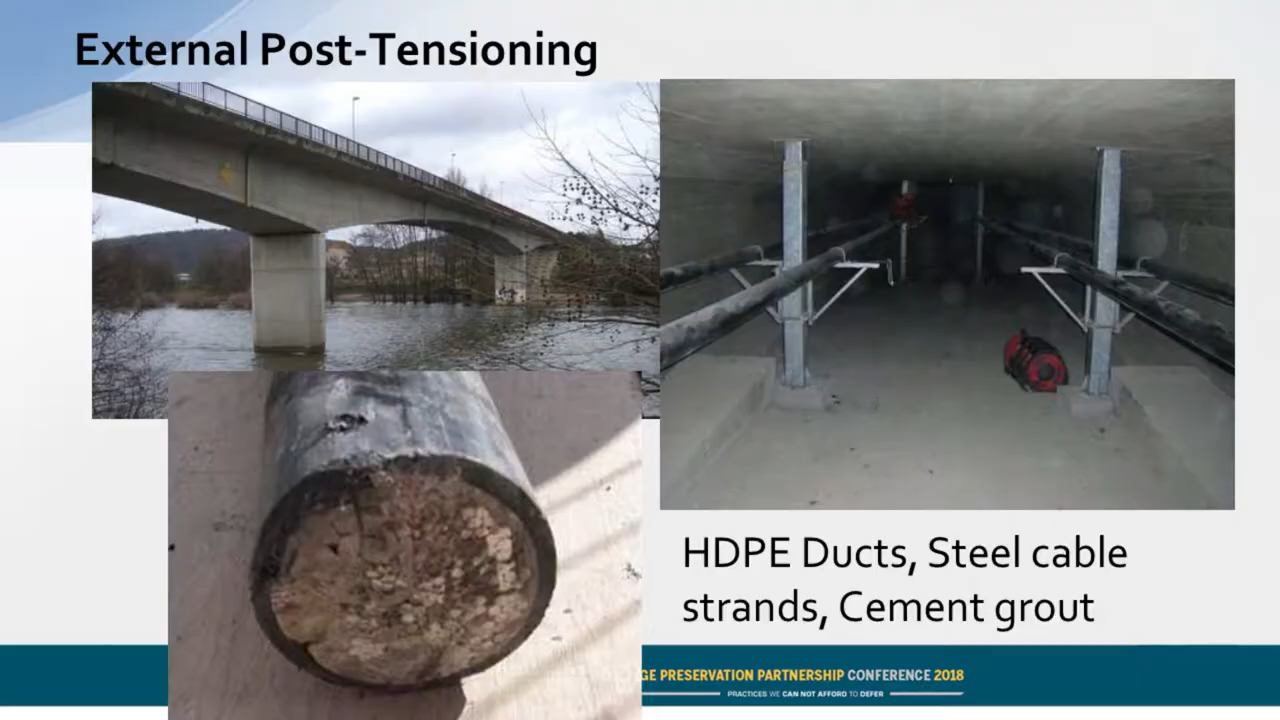 External Post-Tensioning
HDPE Ducts, Steel cable
strands, Cement grout
PRESERVATION PARTNERSHIP CONFERENCE 2018
PRACTICES WE CAN NOT AFFORD TO DEFER